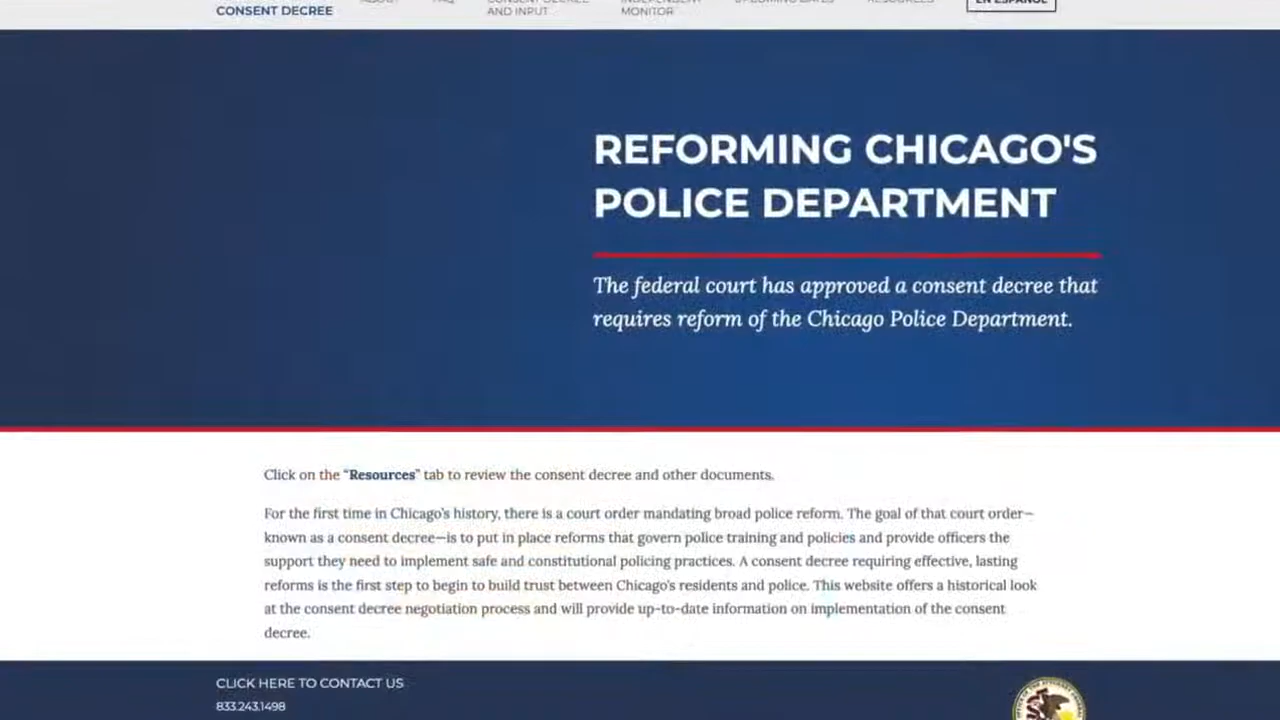 CONSENT DECREE
AND INPUT
MONITOR
EN ESPAÑOL
REFORMING CHICAGO'S
POLICE DEPARTMENT
The federal court has approved a consent decree that
requires reform of the Chicago Police Department.
Click on the “Resources” tab to review the consent decree and other documents.
For the first time in Chicago's history, there is a court order mandating broad police reform. The goal of that court order—
known as a consent decree—is to put in place reforms that govern police training and policies and provide officers the
support they need to implement safe and constitutional policing practices. A consent decree requiring effective, lasting
reforms is the first step to begin to build trust between Chicago's residents and police. This website offers a historical look
at the consent decree negotiation process and will provide up-to-date information on implementation of the consent
decree.
CLICK HERE TO CONTACT US
833.243.1498